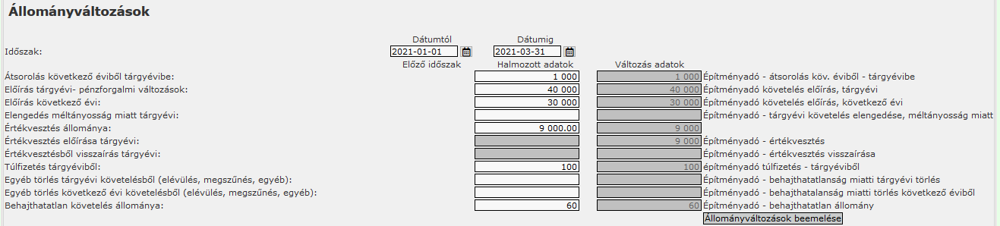 Állományváltozások
Dátumtól Dátumig
Időszak: 2021-01-01 2021-03-31
Előző időszak Halmozott adatok Változás adatok
Átsorolás következő éviből tárgyévibe: 1 000 1 000 Építményadó - átsorolás köv. éviből - tárgyévibe
Előírás tárgyévi- pénzforgalmi változások: 40 000 40 000 Építményadó követelés előírás, tárgyévi
Előírás következő évi: 30 000 30 000 Építményadó követelés előírás, következő évi
Elengedés méltányosság miatt tárgyévi: Építményadó - tárgyévi követelés elengedése, méltányosság miatt
Értékvesztés állománya: 9 000.00 9 000
Értékvesztés előírása tárgyévi: 9 000 Építményadó - értékvesztés
Értékvesztésből visszaírás tárgyévi: Építményadó - értékvesztés visszaírása
Túlfizetés tárgyéviből: 100 100 építményadó túlfizetés - tárgyéviből
Egyéb törlés tárgyévi követelésből (elévülés, megszűnés, egyéb): Építményadó - behajthatatlanság miatti tárgyévi törlés
Egyéb törlés következő évi követelésből (elévülés, megszűnés, egyéb): Építményadó - behajthatalanság miatti törlés következő éviből
Behajthatatlan követelés állománya: 60 60 Építményadó - behajthatatlan állomány
Állományváltozások beemelése